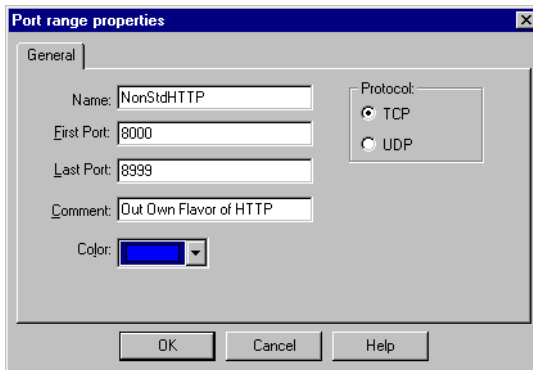 Port range properties
General
Name: NonStdHTTP
First Port: 8000
Last Port: 8999
Comment: Out Own Flavor of HTTP
Color:
Protocol:
TCP
UDP
OK Cancel Help